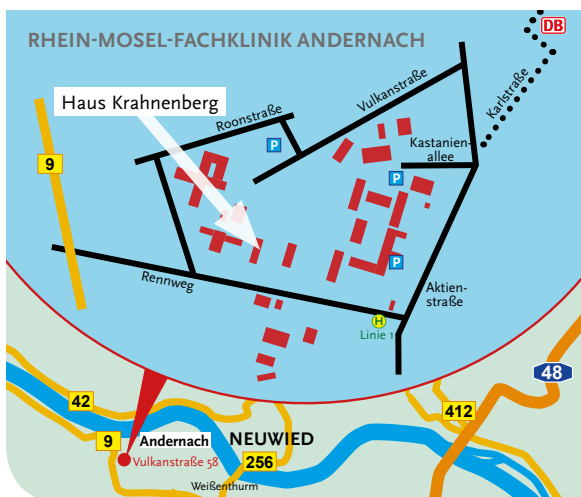 RHEIN-MOSEL-FACHKLINIK ANDERNACH
DB
Haus Krahnenberg
Roonstraße
Vulkanstraße
Karlstraße
P
Kastanien-
allee
9
P
P
Rennweg
Aktien-
straße
H
Linie 1
48
42
412
9
Andernach
NEUWIED
Vulkanstraße 58
256
Weißenthurm